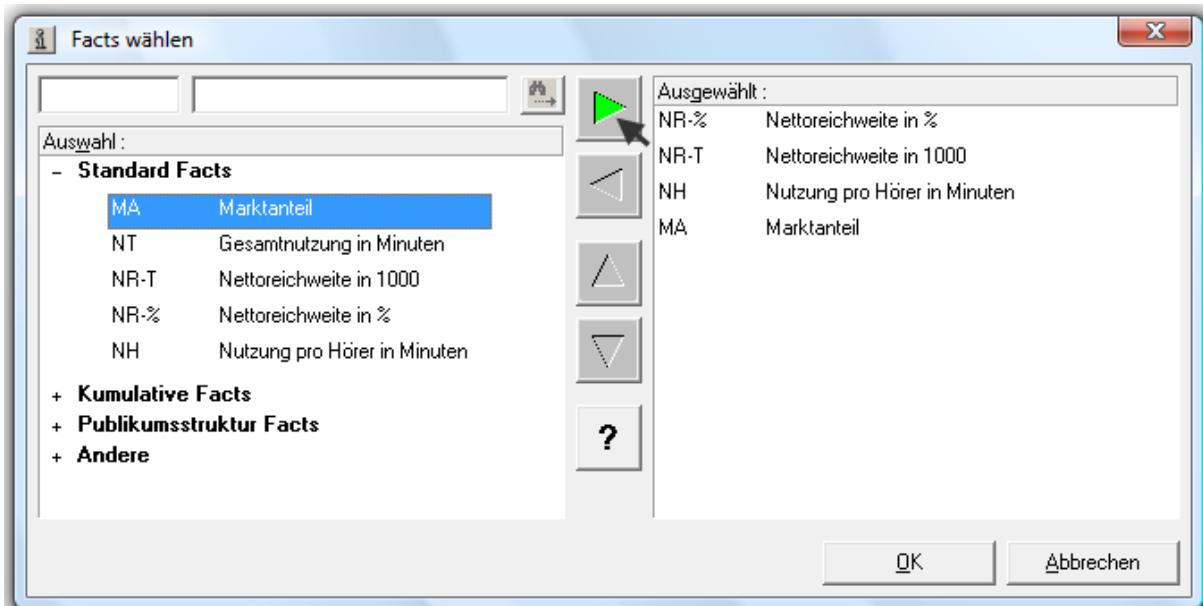 Facts wählen
Auswahl :
- Standard Facts
MA Marktanteil
NT Gesamtnutzung in Minuten
NR-T Nettoreichweite in 1000
NR-% Nettoreichweite in %
NH Nutzung pro Hörer in Minuten
+ Kumulative Facts
+ Publikumsstruktur Facts
+ Andere
?
Ausgewählt :
NR-% Nettoreichweite in %
NR-T Nettoreichweite in 1000
NH Nutzung pro Hörer in Minuten
MA Marktanteil
OK
Abbrechen